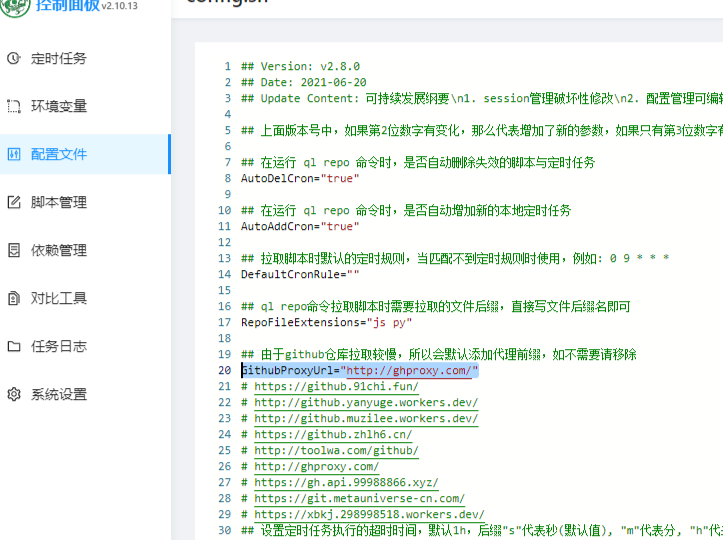 控制面板 v2.10.13
config.sh
定时任务
环境变量
配置文件
脚本管理
依赖管理
对比工具
任务日志
系统设置
1 ## Version: v2.8.0
2 ## Date: 2021-06-20
3 ## Update Content: 可持续发展纲要\n1. session管理破坏性修改\n2. 配置管理可编辑
4
5 ## 上面版本号中，如果第2位数字有变化，那么代表增加了新的参数，如果只有第3位数字有
6
7 ## 在运行 ql repo 命令时，是否自动删除失效的脚本与定时任务
8 AutoDelCron="true"
9
10 ## 在运行 ql repo 命令时，是否自动增加新的本地定时任务
11 AutoAddCron="true"
12
13 ## 拉取脚本时默认的定时规则，当匹配不到定时规则时使用，例如: 0 9 * * *
14 DefaultCronRule=""
15
16 ## ql repo命令拉取脚本时需要拉取的文件后缀，直接写文件后缀名即可
17 RepoFileExtensions="js py"
18
19 ## 由于github仓库拉取较慢，所以会默认添加代理前缀，如不需要请移除
20 GithubProxyUrl="http://ghproxy.com/"
21 # https://github.91chi.fun/
22 # http://github.yanyuge.workers.dev/
23 # http://github.muzilee.workers.dev/
24 # https://github.zhlh6.cn/
25 # http://toolwa.com/github/
26 # http://ghproxy.com/
27 # https://gh.api.99988866.xyz/
28 # https://git.metauniverse-cn.com/
29 # https://xbkj.298998518.workers.dev/
30 ## 设置定时任务执行的超时时间，默认1h，后缀"s"代表秒(默认值), "m"代表分, "h"代